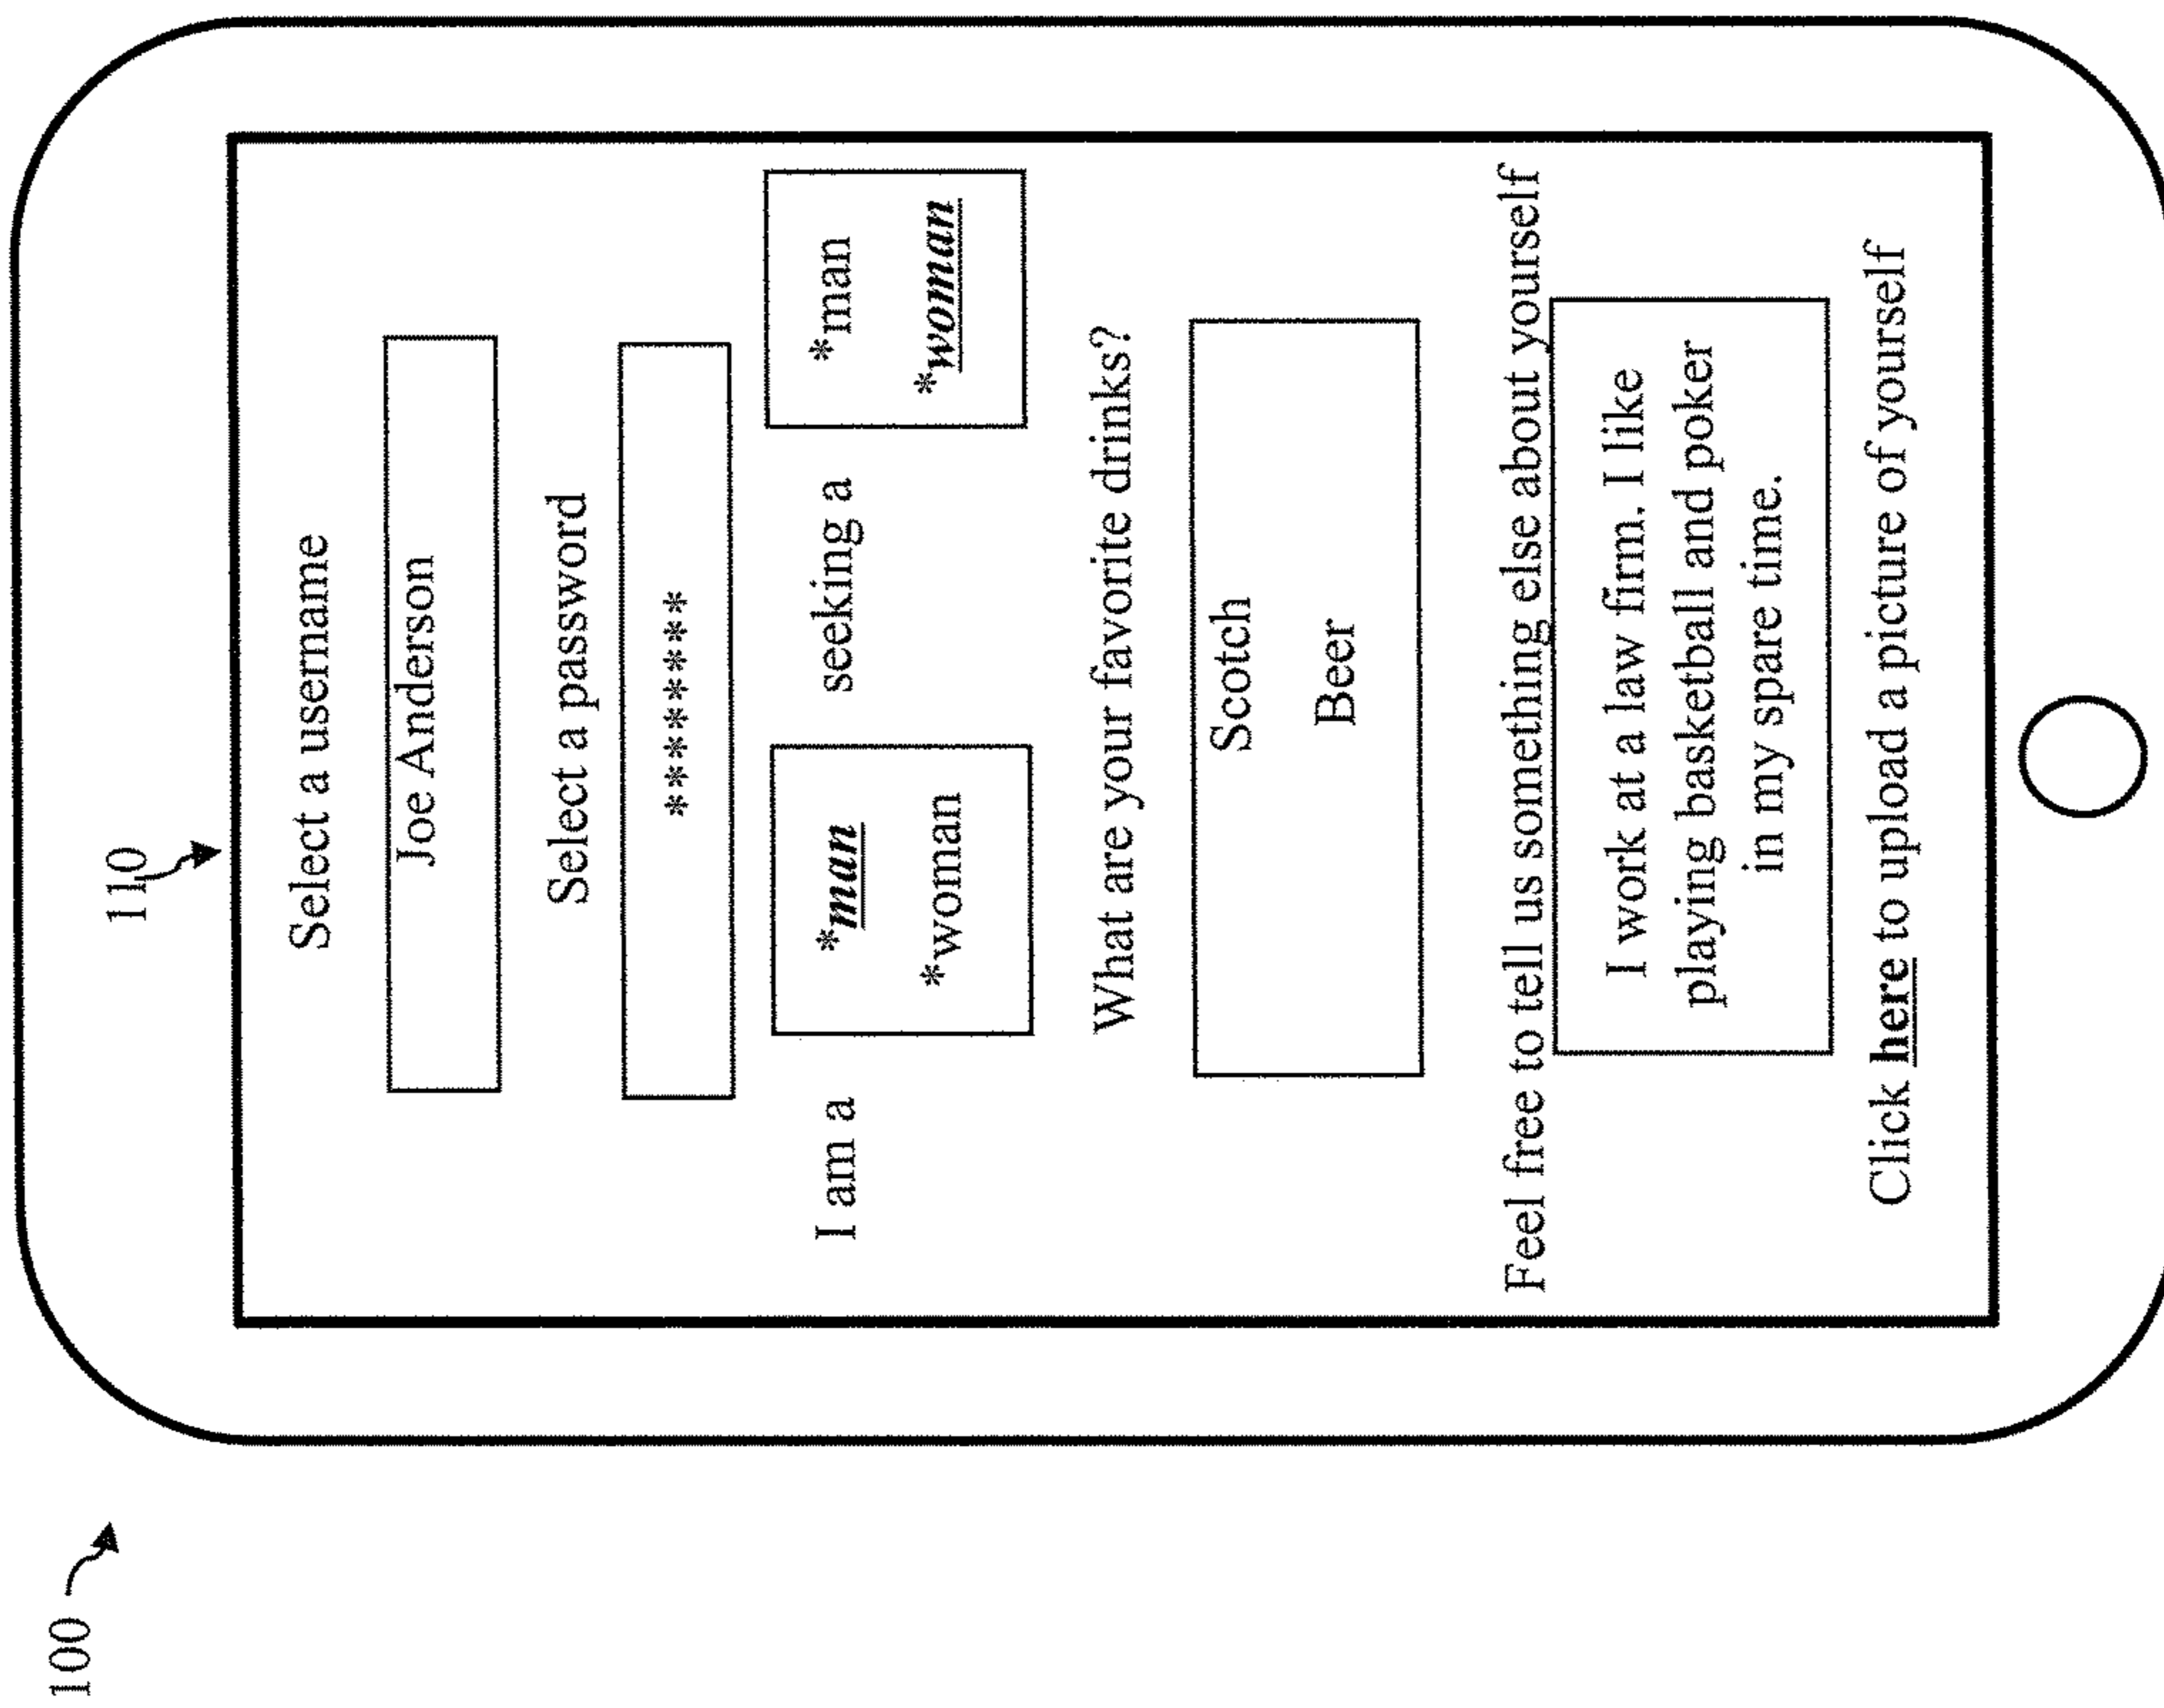 100
110
Select a username
Joe Anderson
Select a password
********
I am a
*man
*woman
seeking a
*man
*woman
What are your favorite drinks?
Scotch
Beer
Feel free to tell us something else about yourself
I work at a law firm. I like
playing basketball and poker
in my spare time.
Click here to upload a picture of yourself